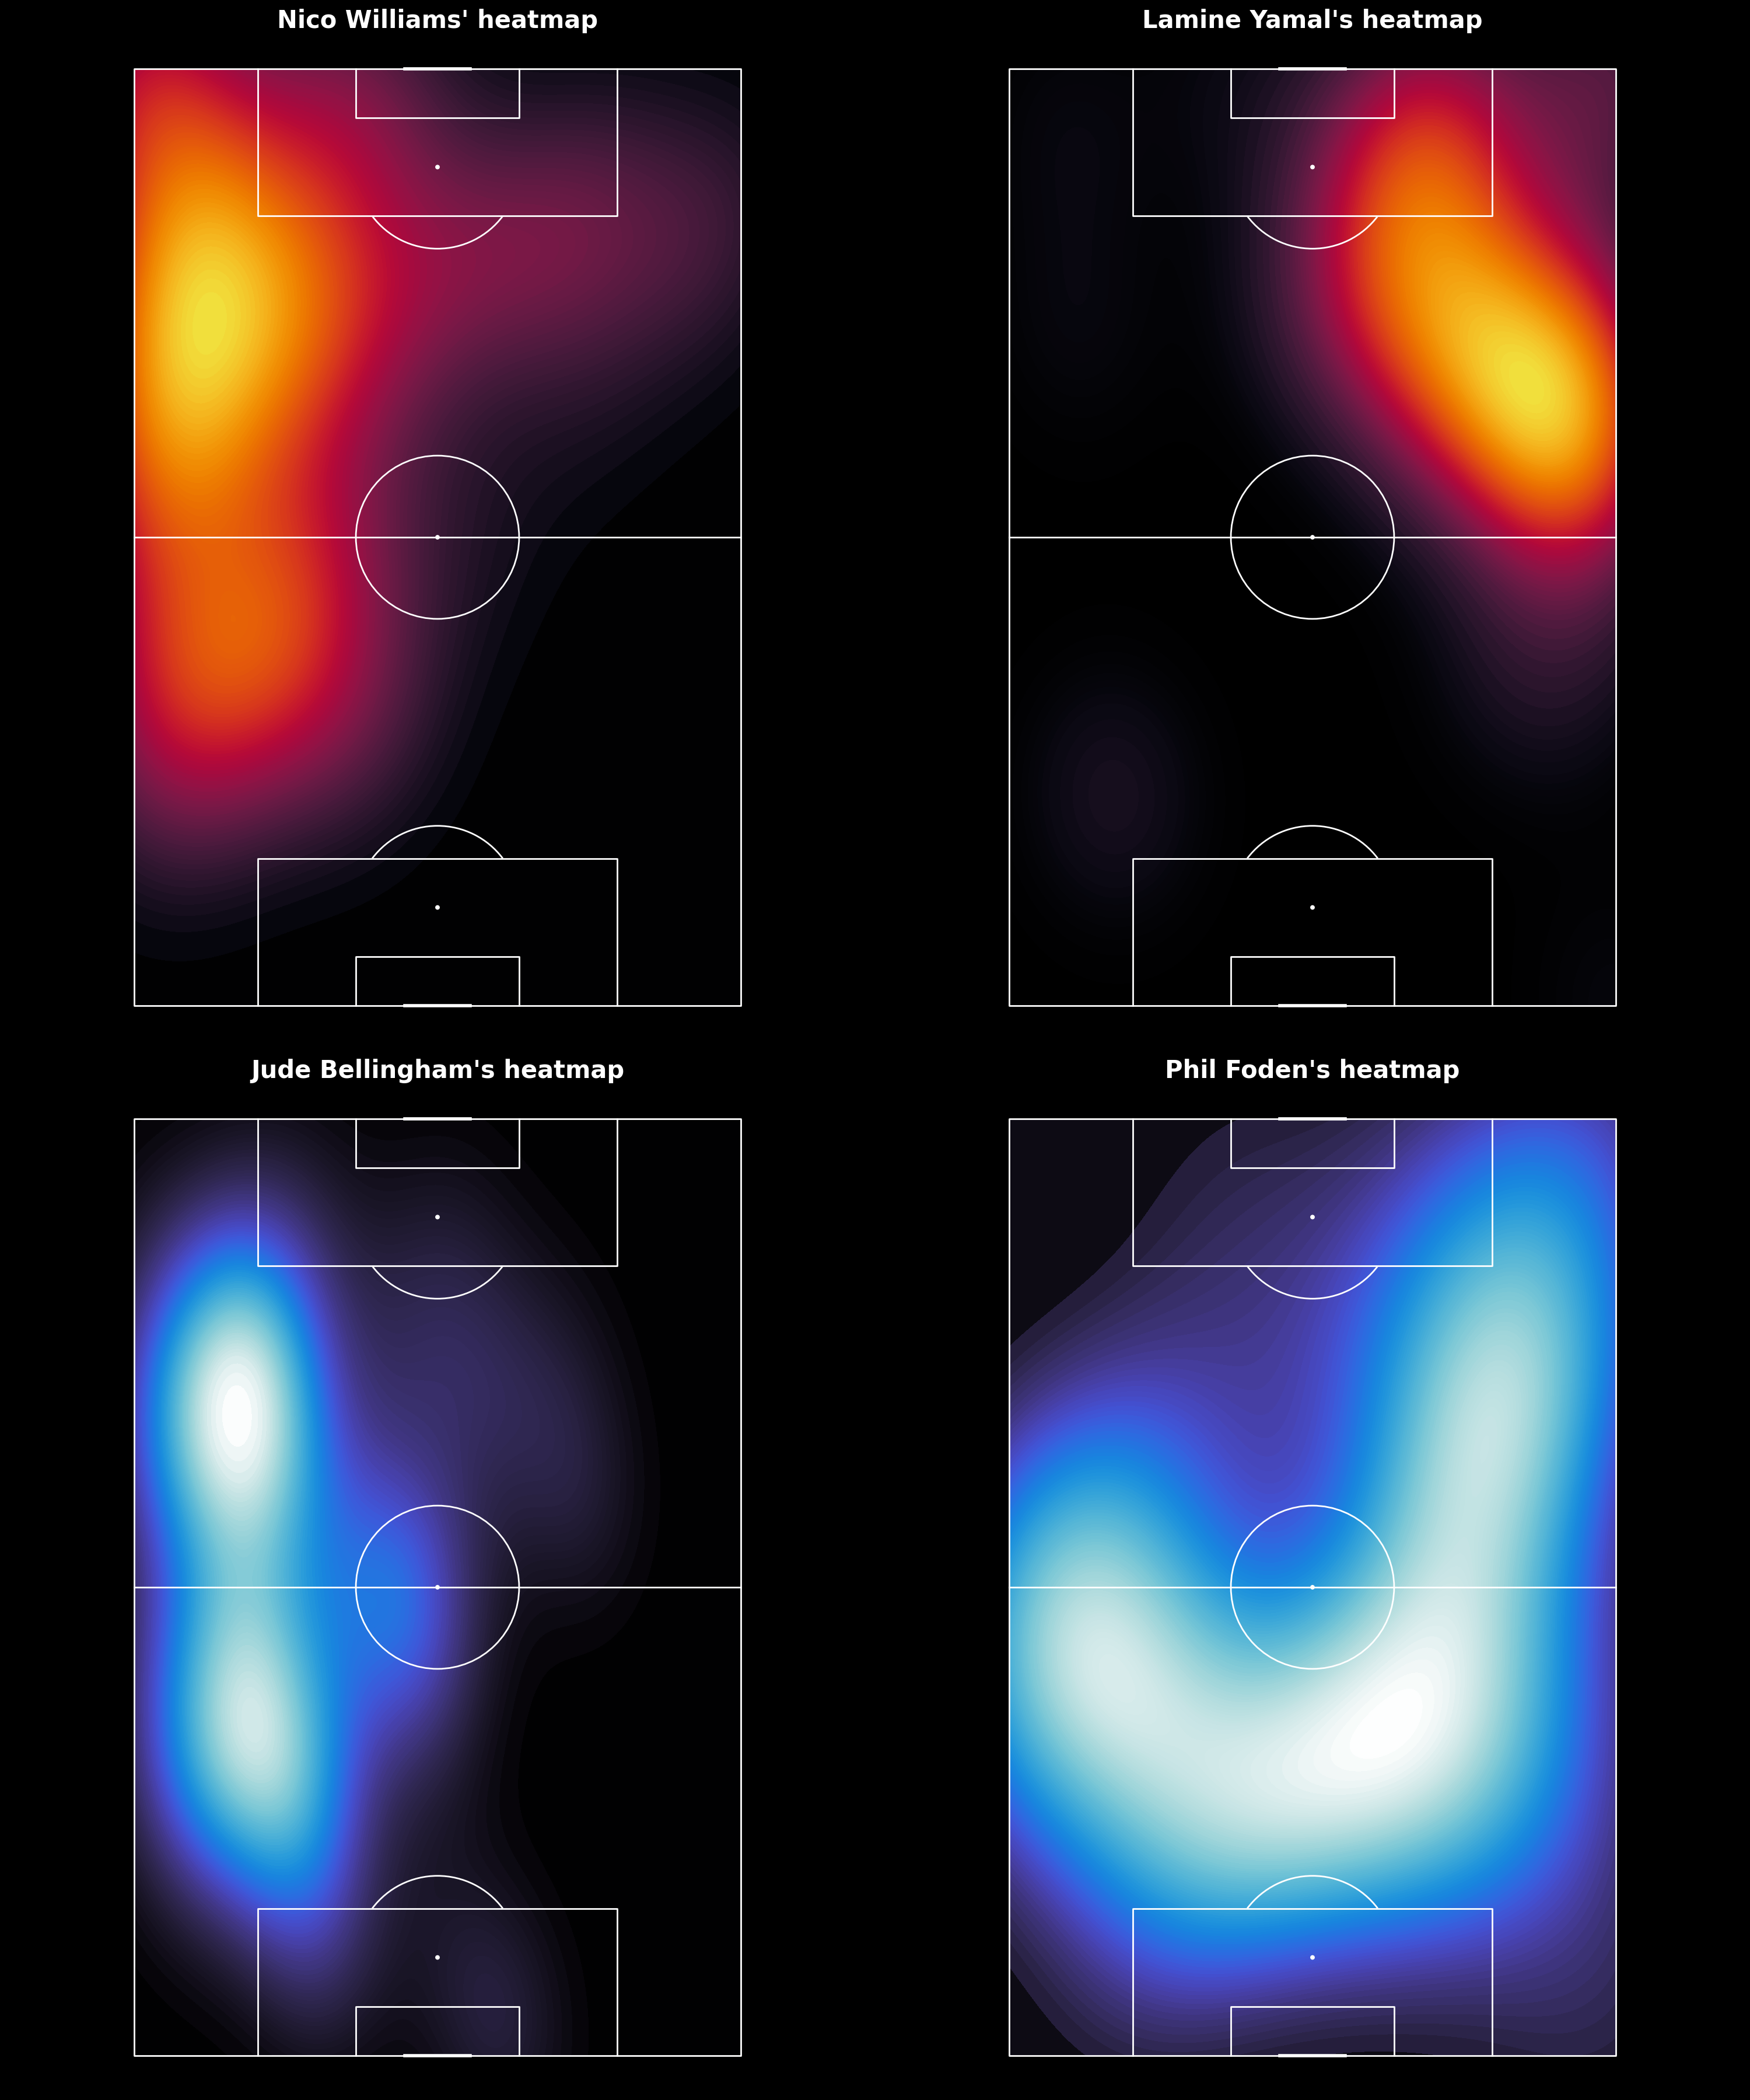 Nico Williams' heatmap
Lamine Yamal's heatmap
Jude Bellingham's heatmap
Phil Foden's heatmap